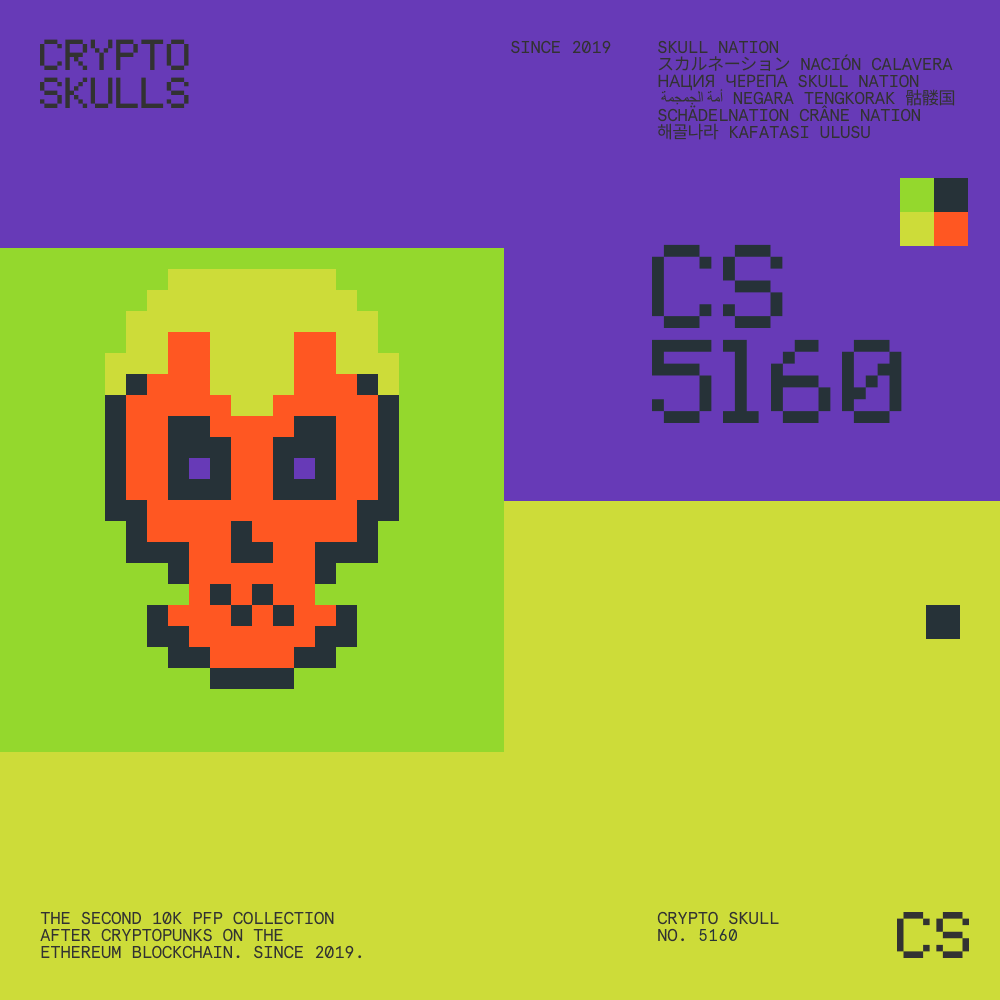 CRYPTO
SKULLS
SINCE 2019
SKULL NATION
スカルネーション NACIÓN CALAVERA
НАЦИЯ ЧЕРЕПА SKULL NATION
أمة الجمجمة NEGARA TENGKORAK 骷髅国
SCHÄDELNATION CRÂNE NATION
해골나라 KAFATASI ULUSU
CS
5160
THE SECOND 10K PFP COLLECTION
AFTER CRYPTOPUNKS ON THE
ETHEREUM BLOCKCHAIN. SINCE 2019.
CRYPTO SKULL
NO. 5160
CS